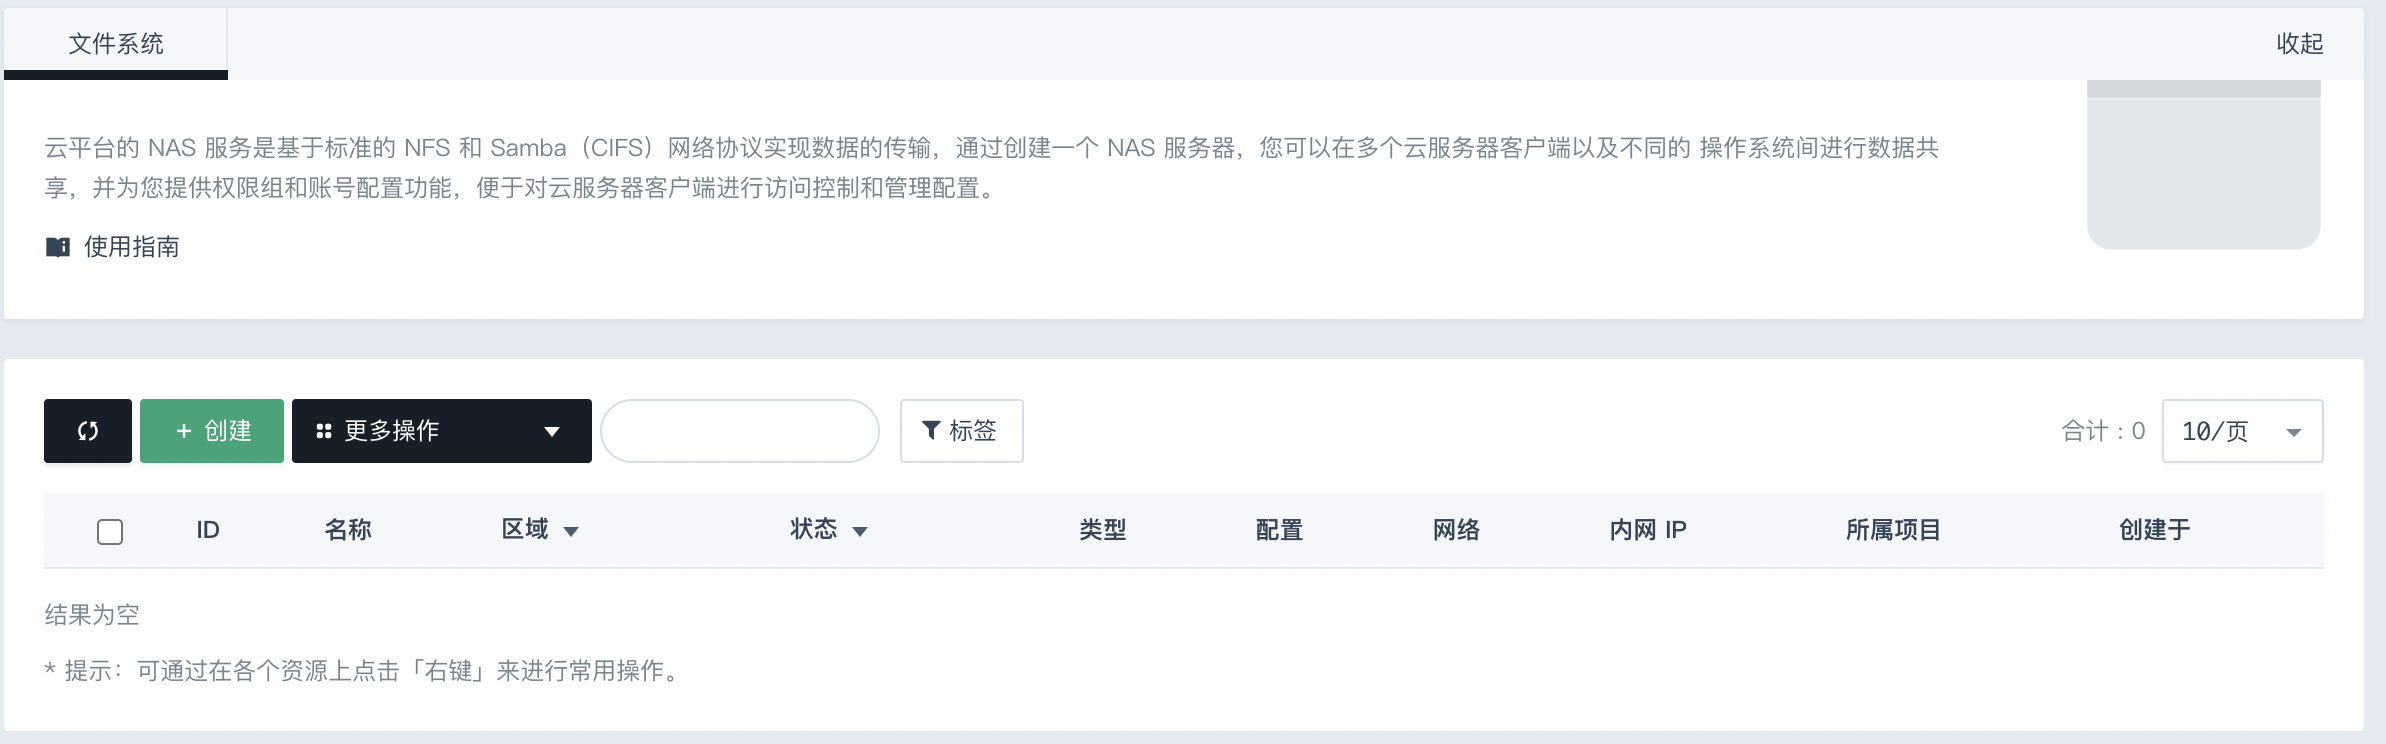 文件系统
收起
云平台的 NAS 服务是基于标准的 NFS 和 Samba（CIFS）网络协议实现数据的传输，通过创建一个 NAS 服务器，您可以在多个云服务器客户端以及不同的 操作系统间进行数据共
享，并为您提供权限组和账号配置功能，便于对云服务器客户端进行访问控制和管理配置。
使用指南
+ 创建 更多操作 标签 合计：0 10/页
ID 名称 区域 状态 类型 配置 网络 内网 IP 所属项目 创建于
结果为空
* 提示：可通过在各个资源上点击「右键」来进行常用操作。